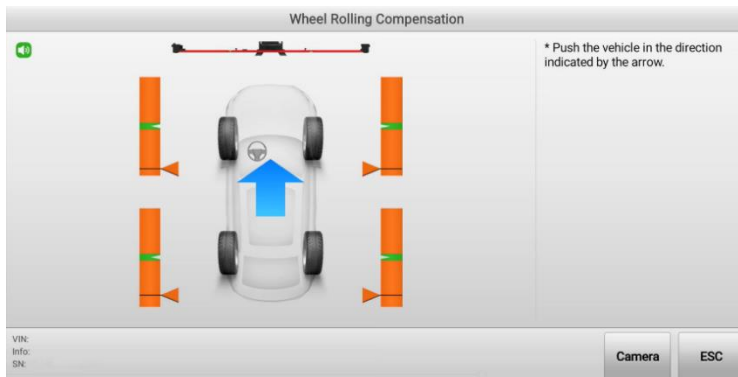 Wheel Rolling Compensation
* Push the vehicle in the direction
indicated by the arrow.
VIN:
Info:
SN:
Camera
ESC